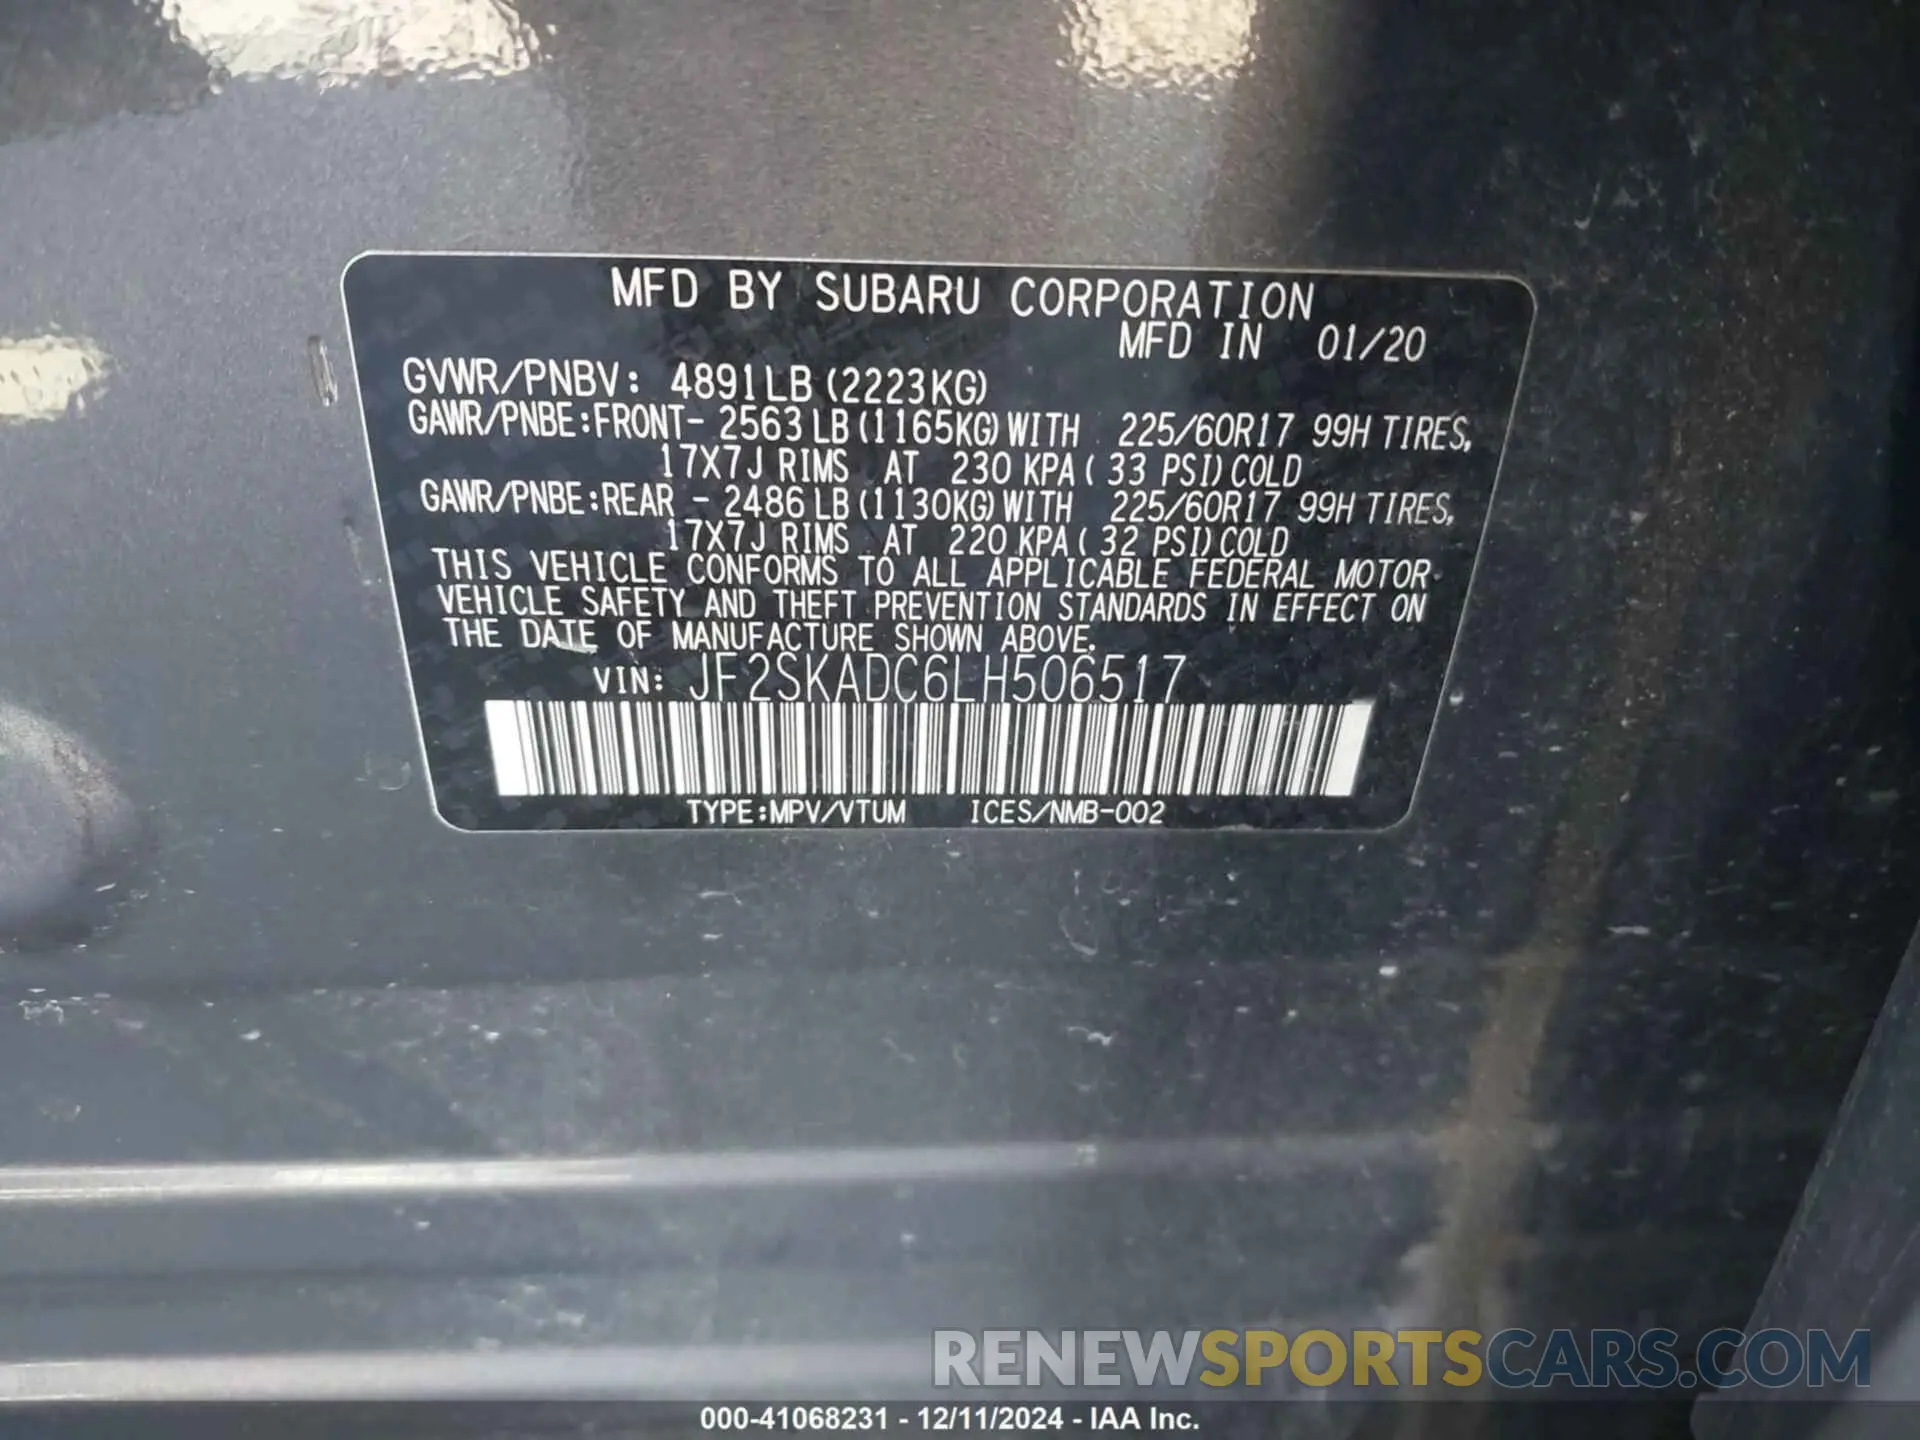 MFD BY SUBARU CORPORATION
MFD IN 01/20
GVWR/PNBV: 4891LB (2223KG)
GAWR/PNBE:FRONT- 2563 LB (1165KG) WITH 225/60R17 99H TIRES,
17X7J RIMS AT 230 KPA ( 33 PSI) COLD
GAWR/PNBE:REAR - 2486 LB (1130KG) WITH 225/60R17 99H TIRES,
17X7J RIMS AT 220 KPA ( 32 PSI) COLD
THIS VEHICLE CONFORMS TO ALL APPLICABLE FEDERAL MOTOR
VEHICLE SAFETY AND THEFT PREVENTION STANDARDS IN EFFECT ON
THE DATE OF MANUFACTURE SHOWN ABOVE.
VIN: JF2SKADC6LH506517
TYPE:MPV/VTUM ICES/NMB-002
RENEWSPORTSCARS.COM
000-41068231 - 12/11/2024 - IAA Inc.